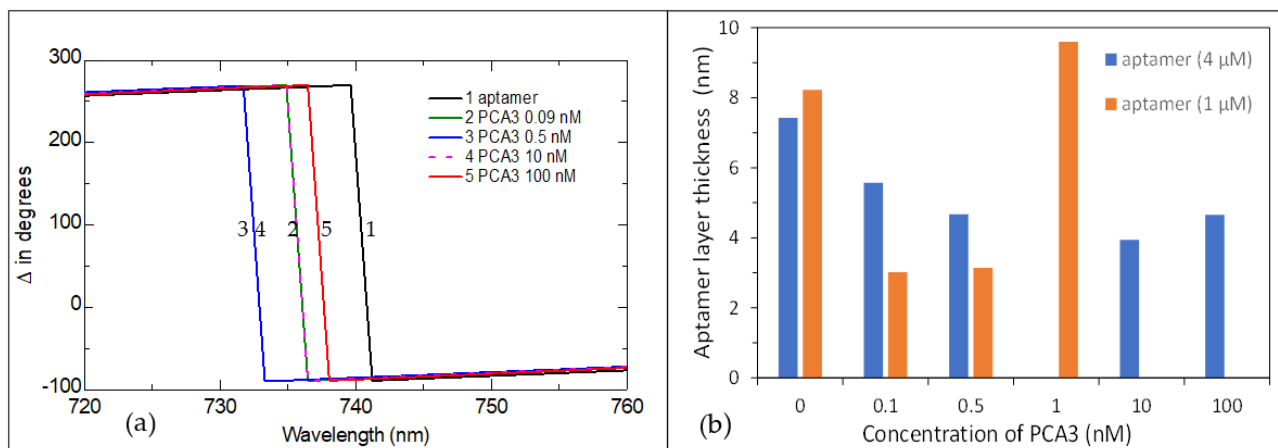 300
200
100
0
-100
720
730
740
750
760
Δ in degrees
Wavelength (nm)
1 aptamer
2 PCA3 0.09 nM
3 PCA3 0.5 nM
4 PCA3 10 nM
5 PCA3 100 nM
3 4 2 5 1
(a)
10
8
6
4
2
0
Aptamer layer thickness (nm)
aptamer (4 µM)
aptamer (1 µM)
0 0.1 0.5 1 10 100
Concentration of PCA3 (nM)
(b)